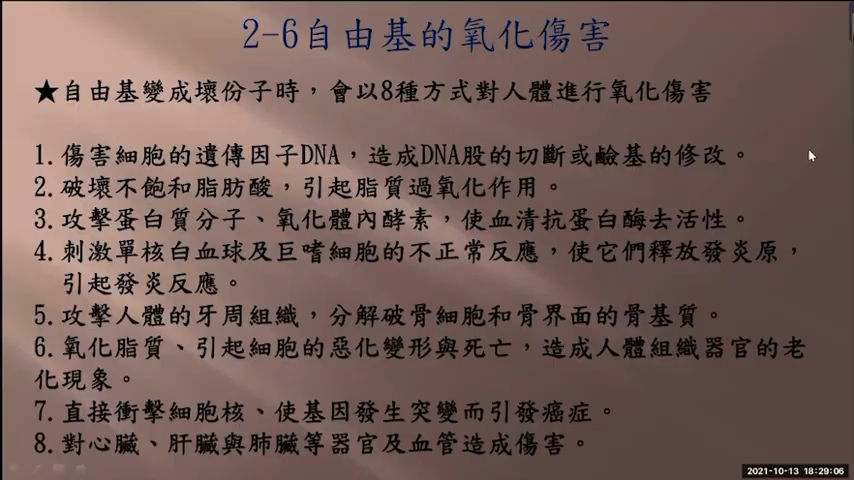 2-6自由基的氧化傷害
★自由基變成壞份子時，會以8種方式對人體進行氧化傷害
1. 傷害細胞的遺傳因子DNA，造成DNA股的切斷或鹼基的修改。
2. 破壞不飽和脂肪酸，引起脂質過氧化作用。
3. 攻擊蛋白質分子、氧化體內酵素，使血清抗蛋白酶去活性。
4. 刺激單核白血球及巨嗜細胞的不正常反應，使它們釋放發炎原，
引起發炎反應。
5. 攻擊人體的牙周組織，分解破骨細胞和骨界面的骨基質。
6. 氧化脂質、引起細胞的惡化變形與死亡，造成人體組織器官的老
化現象。
7. 直接衝擊細胞核、使基因發生突變而引發癌症。
8. 對心臟、肝臟與肺臟等器官及血管造成傷害。
2021-10-13 18:29:06